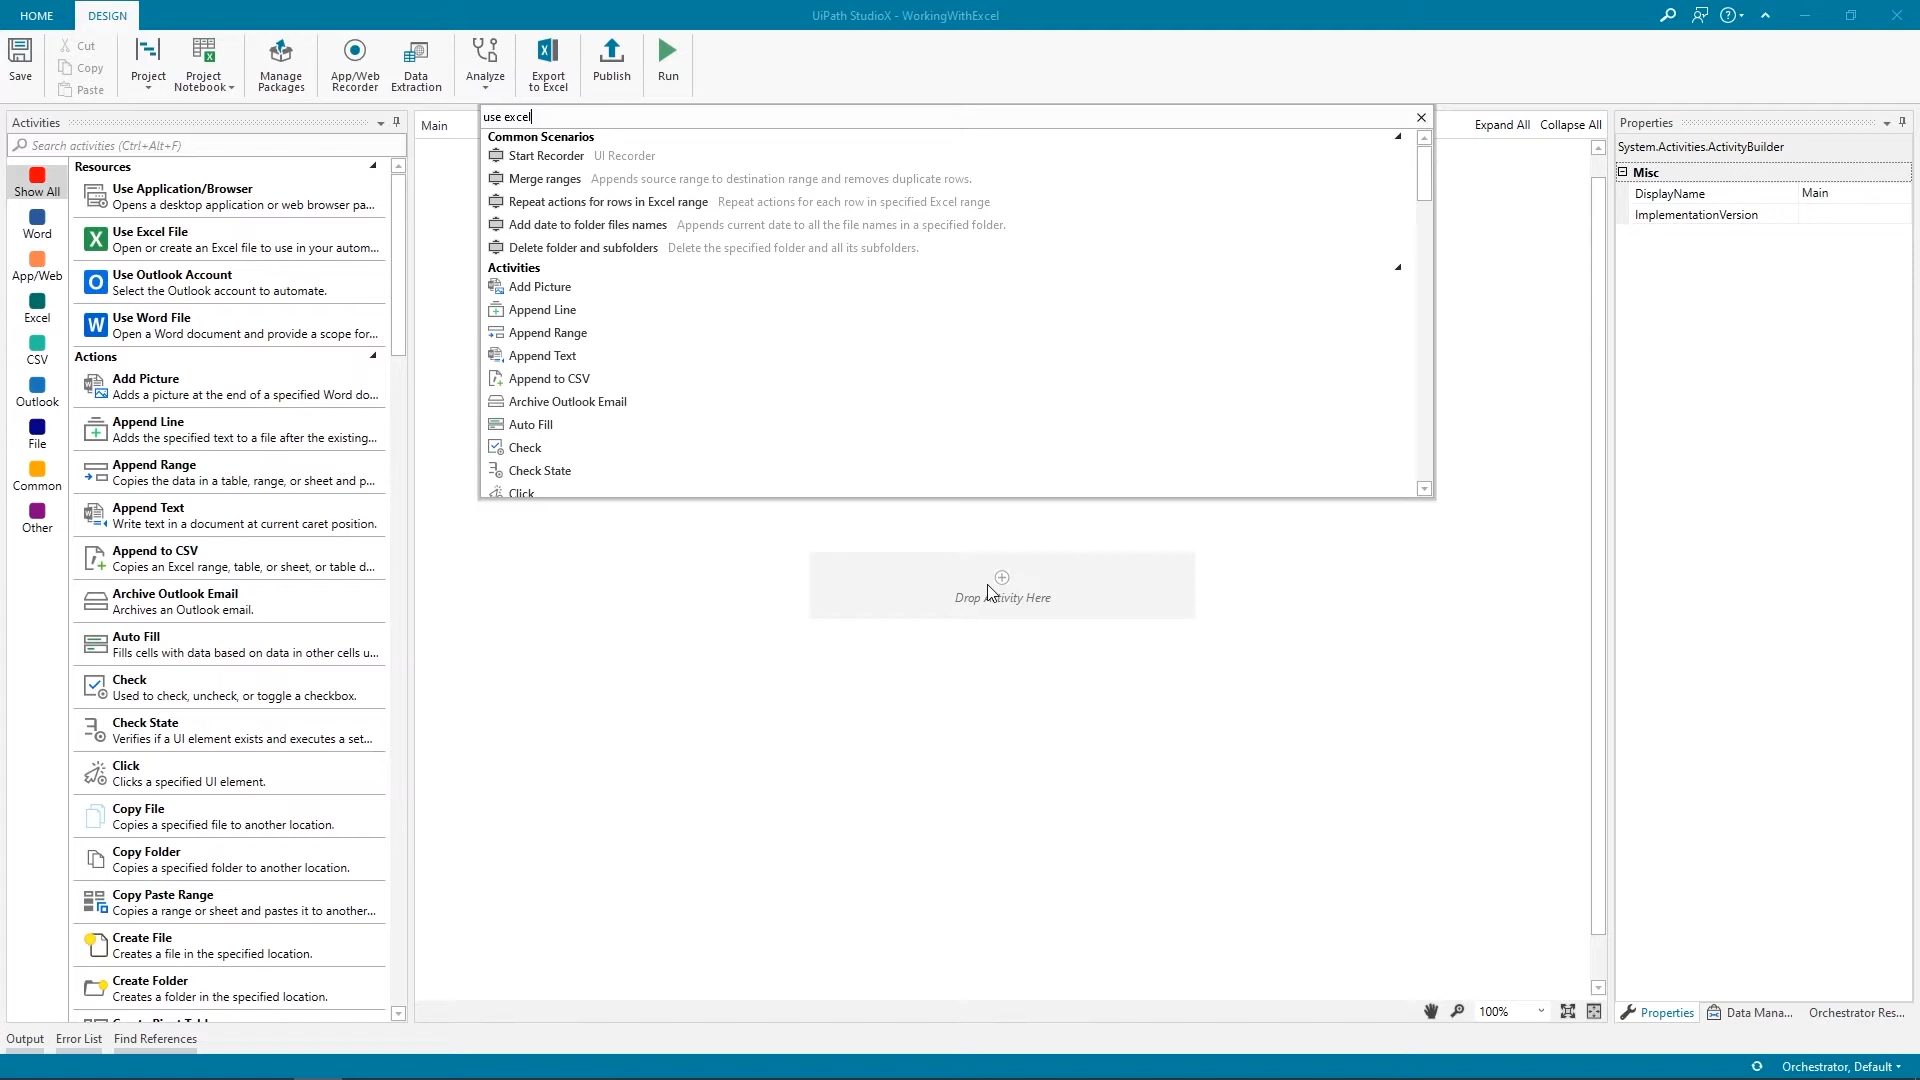 HOME
DESIGN
UiPath StudioX - WorkingWithExcel
Save
Cut
Copy
Paste
Project
Project Notebook
Manage Packages
App/Web Recorder
Data Extraction
Analyze
Export to Excel
Publish
Run
Activities
Search activities (Ctrl+Alt+F)
Show All
Word
App/Web
Excel
CSV
Outlook
File
Common
Other
Resources
Use Application/Browser
Opens a desktop application or web browser pa...
Use Excel File
Open or create an Excel file to use in your autom...
Use Outlook Account
Select the Outlook account to automate.
Use Word File
Open a Word document and provide a scope for...
Actions
Add Picture
Adds a picture at the end of a specified Word do...
Append Line
Adds the specified text to a file after the existing...
Append Range
Copies the data in a table, range, or sheet and p...
Append Text
Write text in a document at current caret position.
Append to CSV
Copies an Excel range, table, or sheet, or table d...
Archive Outlook Email
Archives an Outlook email.
Auto Fill
Fills cells with data based on data in other cells u...
Check
Used to check, uncheck, or toggle a checkbox.
Check State
Verifies if a UI element exists and executes a set...
Click
Clicks a specified UI element.
Copy File
Copies a specified file to another location.
Copy Folder
Copies a specified folder to another location.
Copy Paste Range
Copies a range or sheet and pastes it to another...
Create File
Creates a file in the specified location.
Create Folder
Creates a folder in the specified location.
Main
use excel
Common Scenarios
Start Recorder UI Recorder
Merge ranges Appends source range to destination range and removes duplicate rows.
Repeat actions for rows in Excel range Repeat actions for each row in specified Excel range
Add date to folder files names Appends current date to all the file names in a specified folder.
Delete folder and subfolders Delete the specified folder and all its subfolders.
Activities
Add Picture
Append Line
Append Range
Append Text
Append to CSV
Archive Outlook Email
Auto Fill
Check
Check State
Click
Expand All Collapse All
Drop Activity Here
100%
Properties
System.Activities.ActivityBuilder
Misc
DisplayName Main
ImplementationVersion
Properties
Data Mana...
Orchestrator Res...
Output
Error List
Find References
Orchestrator, Default